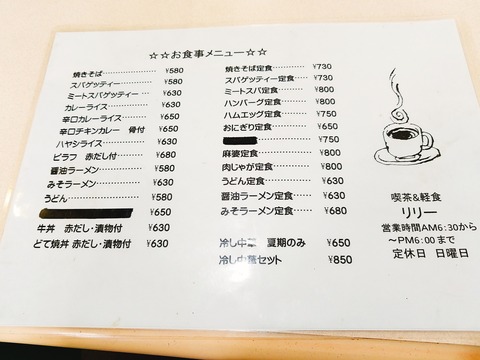 ☆☆お食事メニュー☆☆
焼きそば………… ¥580
スパゲッティー…… ¥580
ミートスパゲッティー … ¥630
カレーライス………… ¥630
辛口カレーライス…… ¥650
辛口チキンカレー 骨付 ¥650
ハヤシライス………… ¥630
ピラフ 赤だし付……… ¥680
醤油ラーメン………… ¥580
みそラーメン………… ¥630
うどん……………… ¥580
¥650
牛丼 赤だし・漬物付 ¥630
どて焼丼 赤だし・漬物付 ¥630
焼きそば定食……… ¥730
スパゲッティー定食… ¥730
ミートスパ定食……… ¥800
ハンバーグ定食……… ¥800
ハムエッグ定食……… ¥750
おにぎり定食………… ¥650
¥750
麻婆定食…………… ¥800
肉じゃが定食………… ¥800
うどん定食………… ¥630
醤油ラーメン定食…… ¥630
みそラーメン定食…… ¥680
冷し中華 夏期のみ ¥650
冷し中華セット ¥850
喫茶&軽食
リリー
営業時間AM6:30から
～PM6:00まで
定休日 日曜日